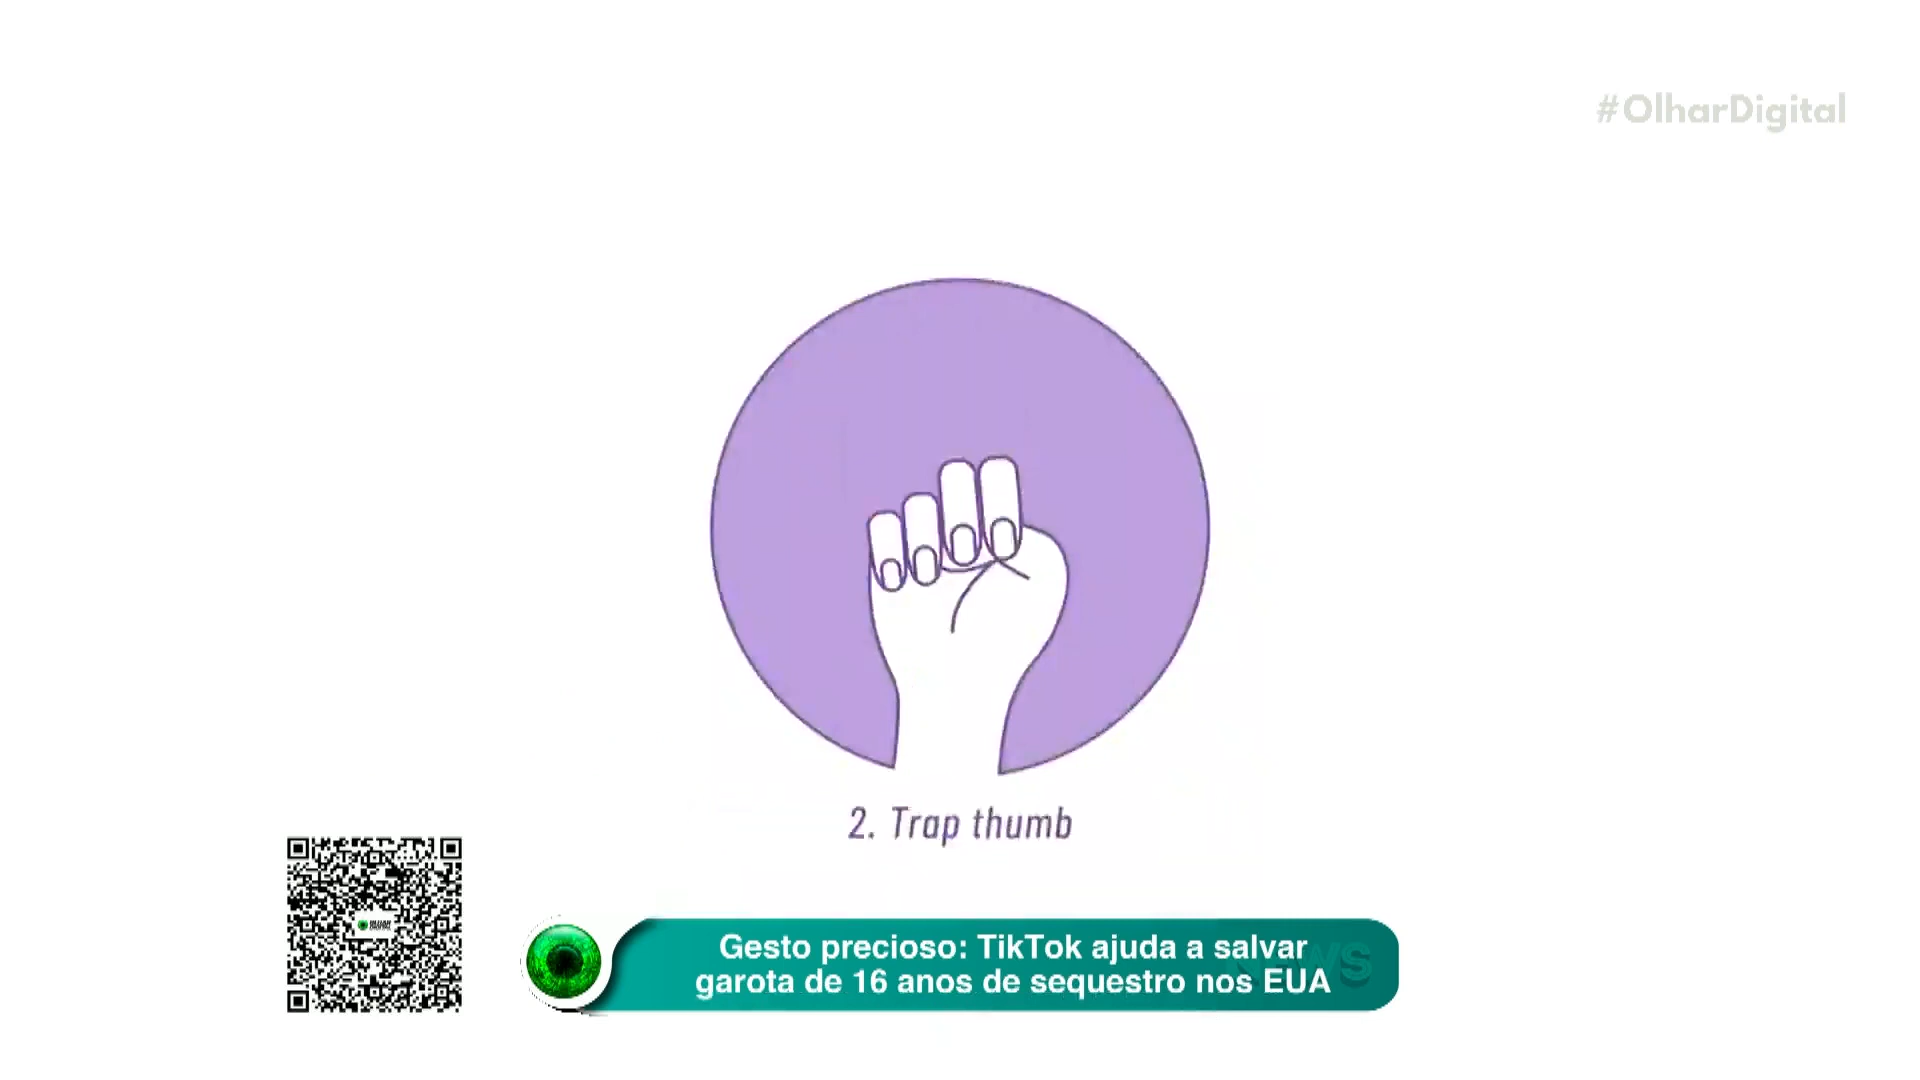 #OlharDigital
2. Trap thumb
Gesto precioso: TikTok ajuda a salvar
garota de 16 anos de sequestro nos EUA